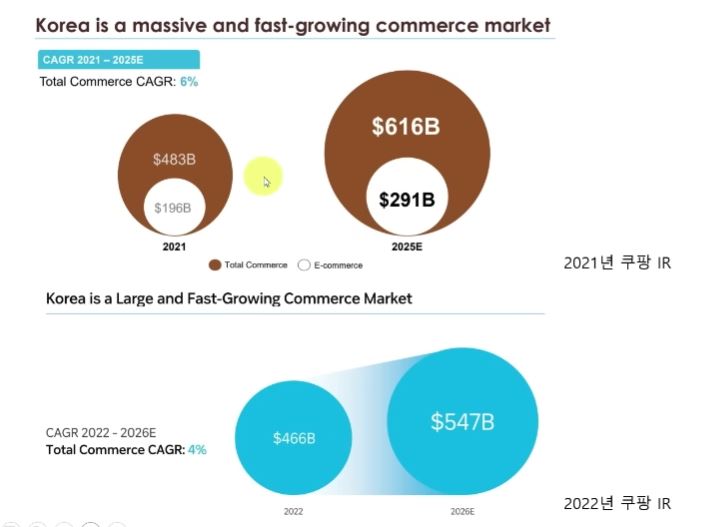 Korea is a massive and fast-growing commerce market
CAGR 2021 – 2025E
Total Commerce CAGR: 6%
$483B
$196B
2021
$616B
$291B
2025E
Total Commerce
E-commerce
2021년 쿠팡 IR
Korea is a Large and Fast-Growing Commerce Market
CAGR 2022 - 2026E
Total Commerce CAGR: 4%
$466B
2022
$547B
2026E
2022년 쿠팡 IR